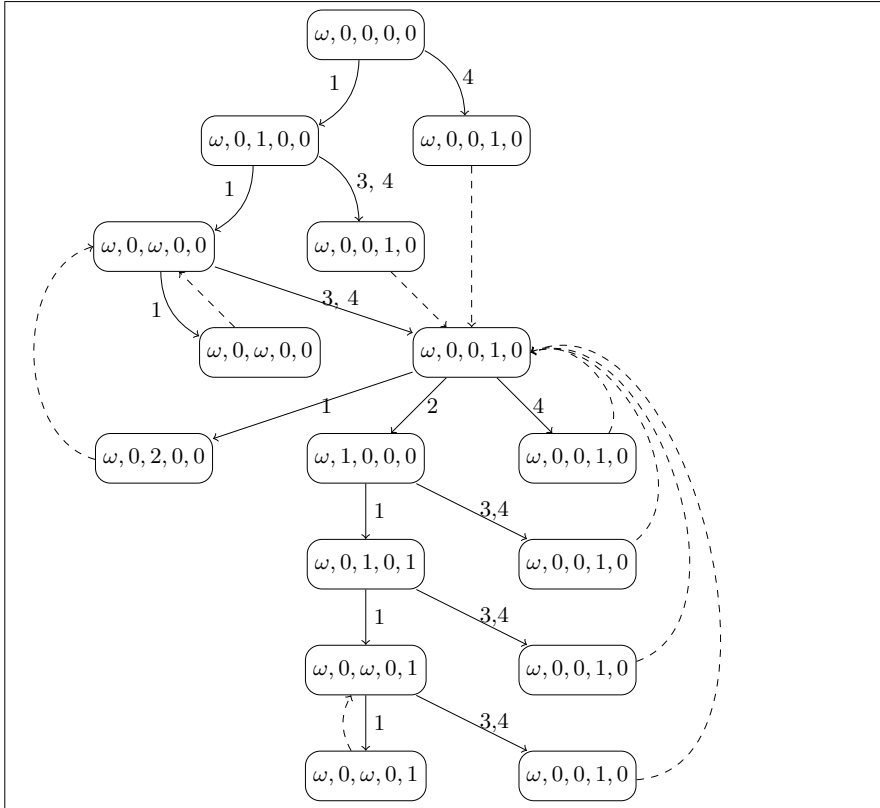 ω, 0, 0, 0, 0
1
4
ω, 0, 1, 0, 0
ω, 0, 0, 1, 0
1
3, 4
ω, 0, ω, 0, 0
ω, 0, 0, 1, 0
1
3, 4
ω, 0, ω, 0, 0
ω, 0, 0, 1, 0
1
2
4
ω, 0, 2, 0, 0
ω, 1, 0, 0, 0
ω, 0, 0, 1, 0
1
3,4
ω, 0, 1, 0, 1
ω, 0, 0, 1, 0
1
3,4
ω, 0, ω, 0, 1
ω, 0, 0, 1, 0
1
3,4
ω, 0, ω, 0, 1
ω, 0, 0, 1, 0